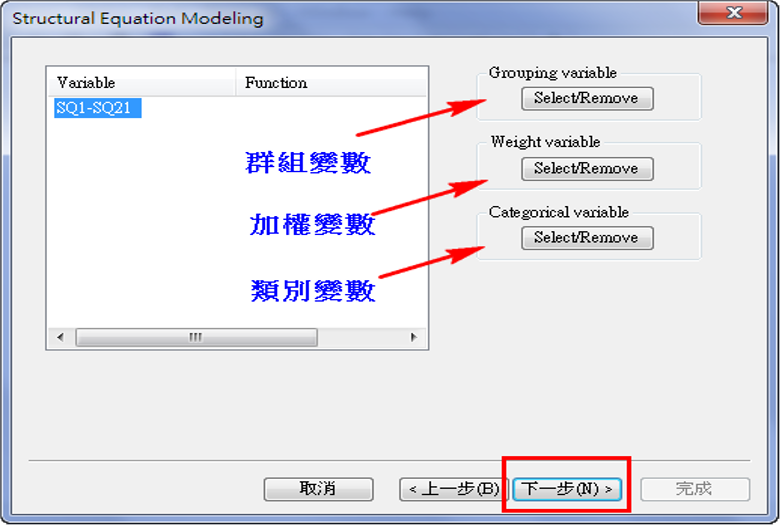 Structural Equation Modeling
Variable Function
SQ1-SQ21
Grouping variable
Select/Remove
群組變數
Weight variable
Select/Remove
加權變數
Categorical variable
Select/Remove
類別變數
取消 < 上一步(B) 下一步(N) > 完成